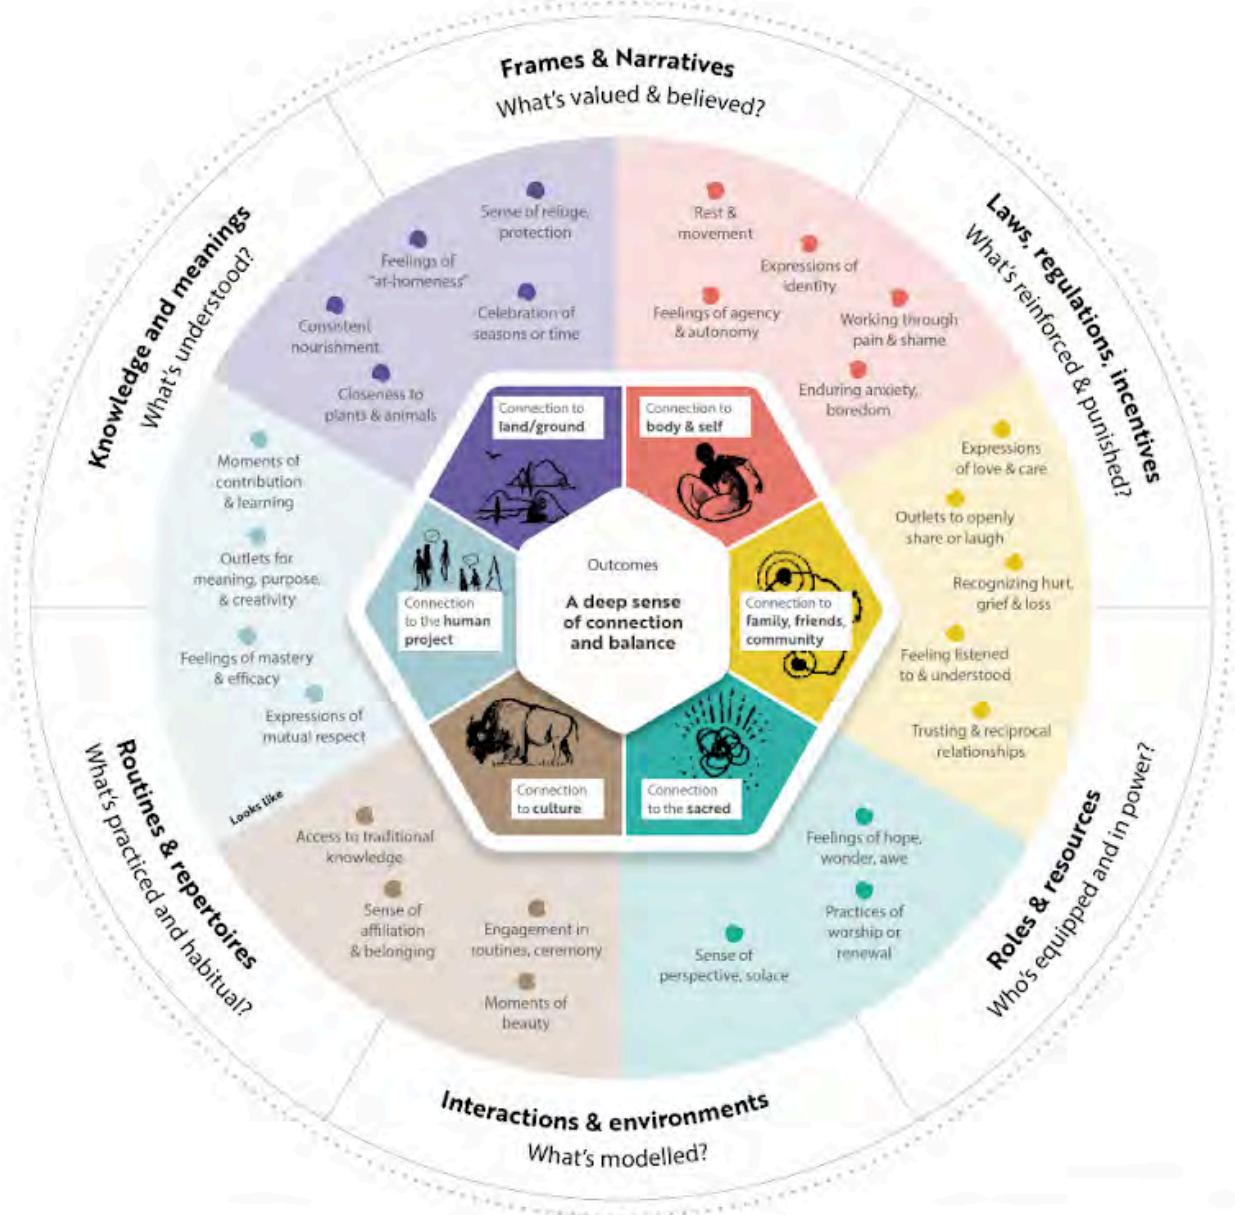 Frames & Narratives
What's valued & believed?
Laws, regulations, incentives
What's reinforced & punished?
Roles & resources
Who's equipped and in power?
Interactions & environments
What's modelled?
Routines & repertoires
What's practiced and habitual?
Knowledge and meanings
What's understood?
Sense of refuge,
protection
Feelings of
"at-homeness"
Consistent
nourishment
Celebration of
seasons or time
Closeness to
plants & animals
Rest &
movement
Expressions of
identity
Feelings of agency
& autonomy
Working through
pain & shame
Enduring anxiety,
boredom
Expressions
of love & care
Outlets to openly
share or laugh
Recognizing hurt,
grief & loss
Feeling listened
to & understood
Trusting & reciprocal
relationships
Feelings of hope,
wonder, awe
Practices of
worship or
renewal
Sense of
perspective, solace
Access to traditional
knowledge
Sense of
affiliation
& belonging
Engagement in
routines, ceremony
Moments of
beauty
Moments of
contribution
& learning
Outlets for
meaning, purpose,
& creativity
Feelings of mastery
& efficacy
Expressions of
mutual respect
Looks like
Connection to
land/ground
Connection to
body & self
Connection to
family, friends,
community
Connection
to the sacred
Connection
to culture
Connection
to the human
project
Outcomes
A deep sense
of connection
and balance